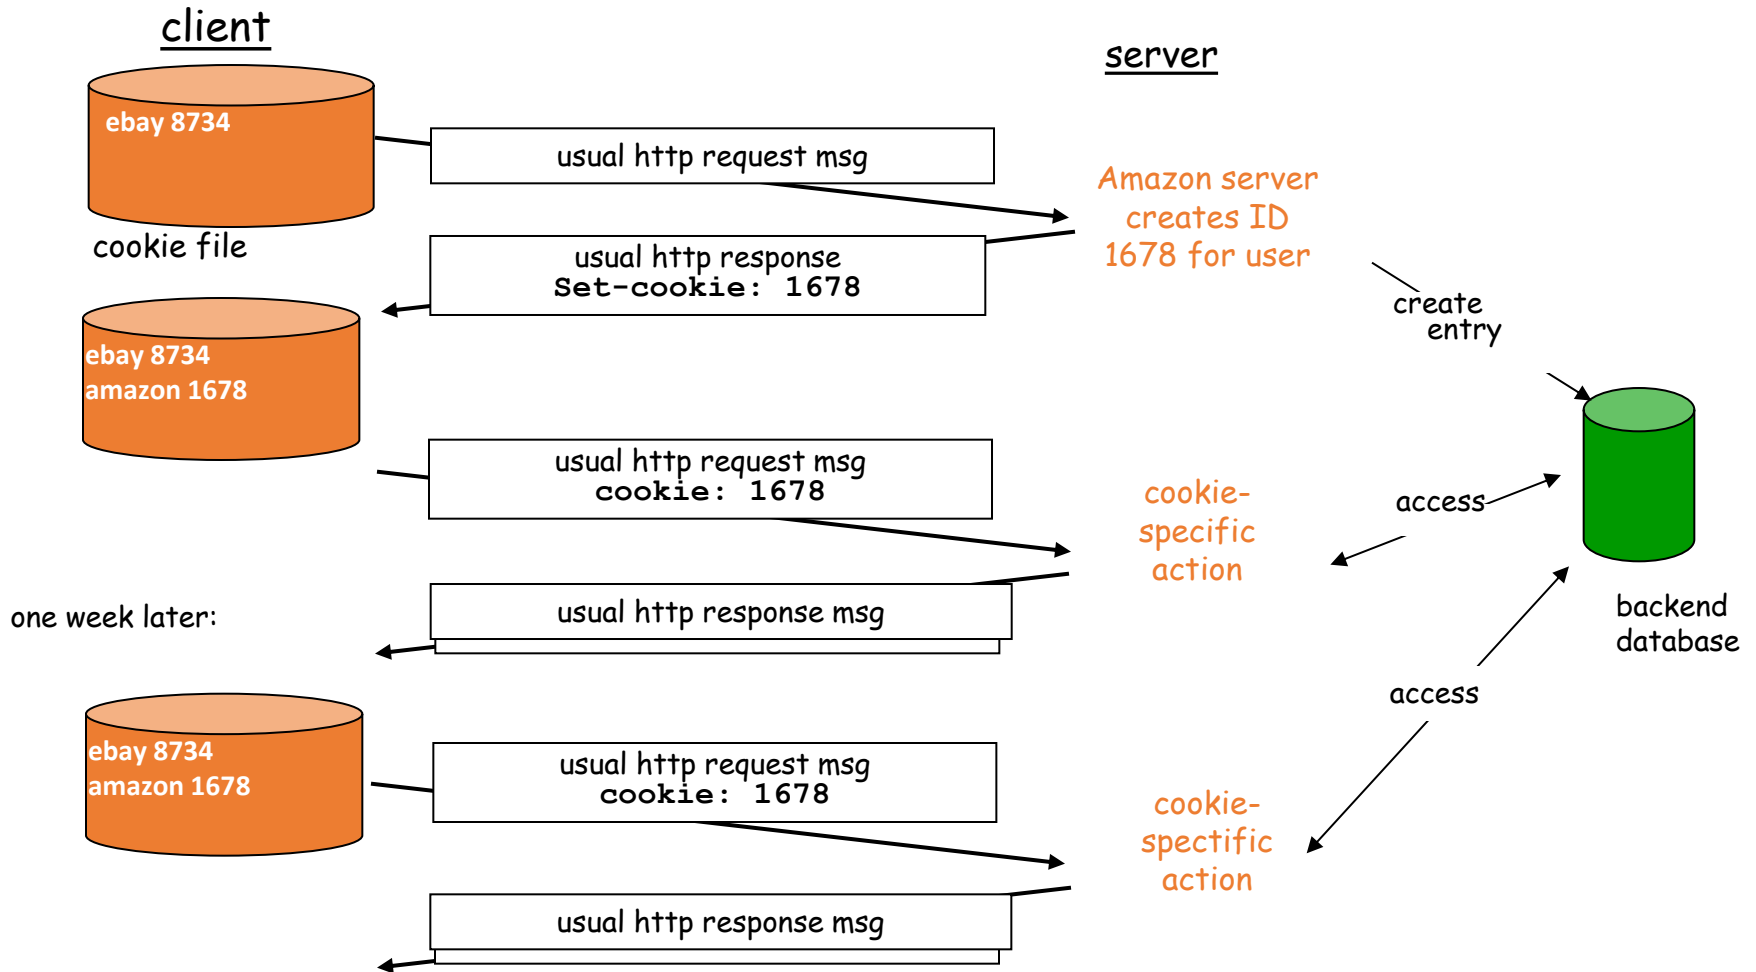 client
server
ebay 8734
usual http request msg
Amazon server
creates ID
1678 for user
cookie file
usual http response
Set-cookie: 1678
create
entry
ebay 8734
amazon 1678
usual http request msg
cookie: 1678
cookie-
specific
action
access
one week later:
usual http response msg
backend
database
access
ebay 8734
amazon 1678
usual http request msg
cookie: 1678
cookie-
spectific
action
usual http response msg